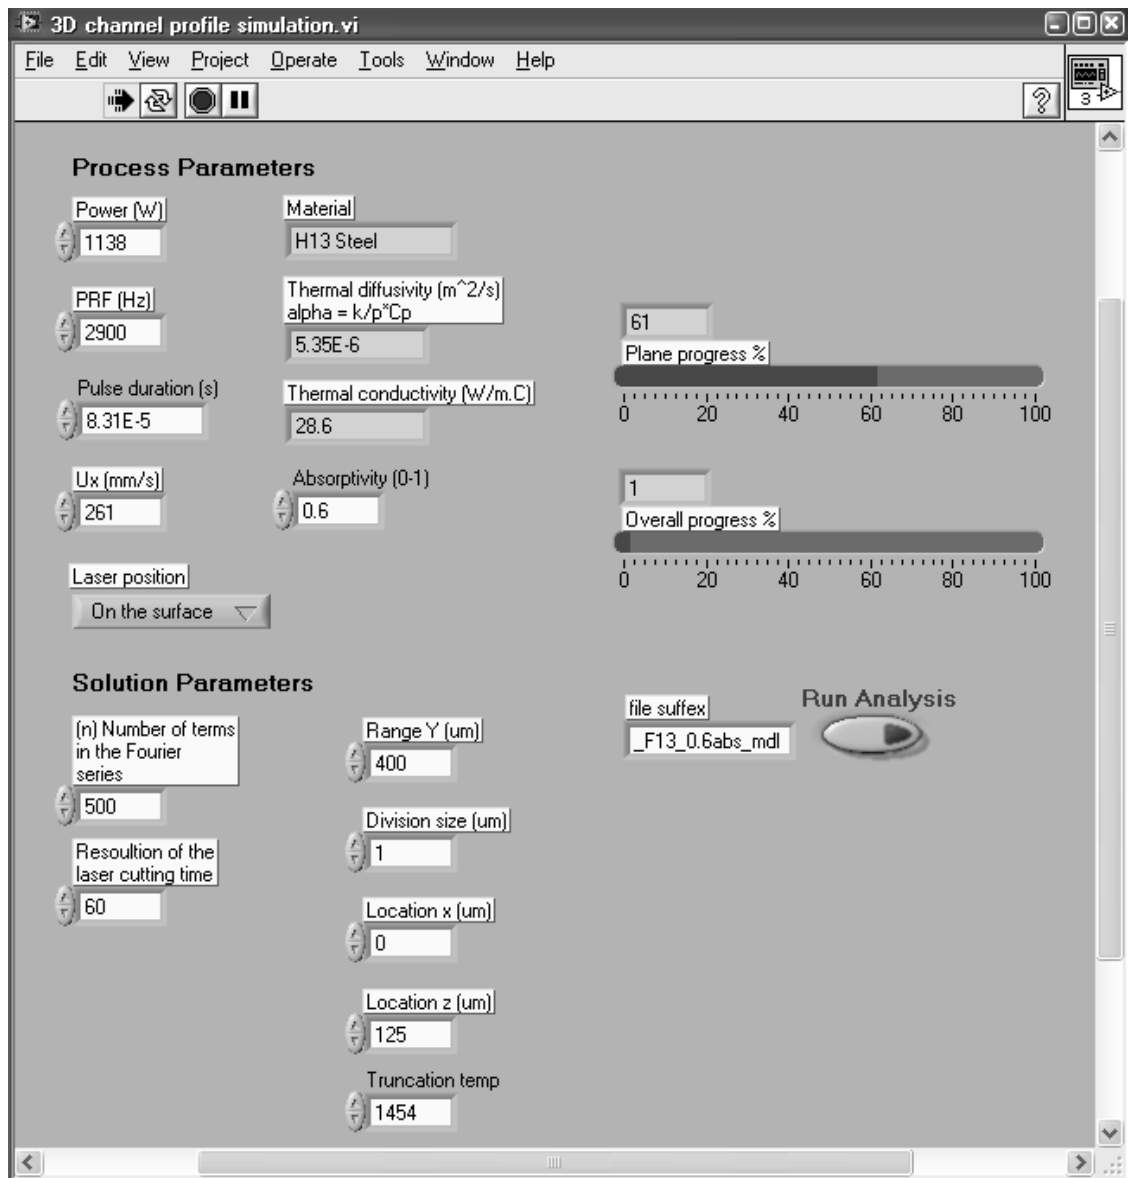 3D channel profile simulation.vi
File Edit View Project Operate Tools Window Help
3
Process Parameters
Power (W)
1138
Material
H13 Steel
PRF (Hz)
2900
Thermal diffusivity (m^2/s)
alpha = k/p*Cp
5.35E-6
Pulse duration (s)
8.31E-5
Thermal conductivity (W/m.C)
28.6
Ux (mm/s)
261
Absorptivity (0-1)
0.6
Laser position
On the surface
61
Plane progress %
0 20 40 60 80 100
1
Overall progress %
0 20 40 60 80 100
Solution Parameters
(n) Number of terms
in the Fourier
series
500
Resoultion of the
laser cutting time
60
Range Y (um)
400
Division size (um)
1
Location x (um)
0
Location z (um)
125
Truncation temp
1454
file suffex
_F13_0.6abs_mdl
Run Analysis